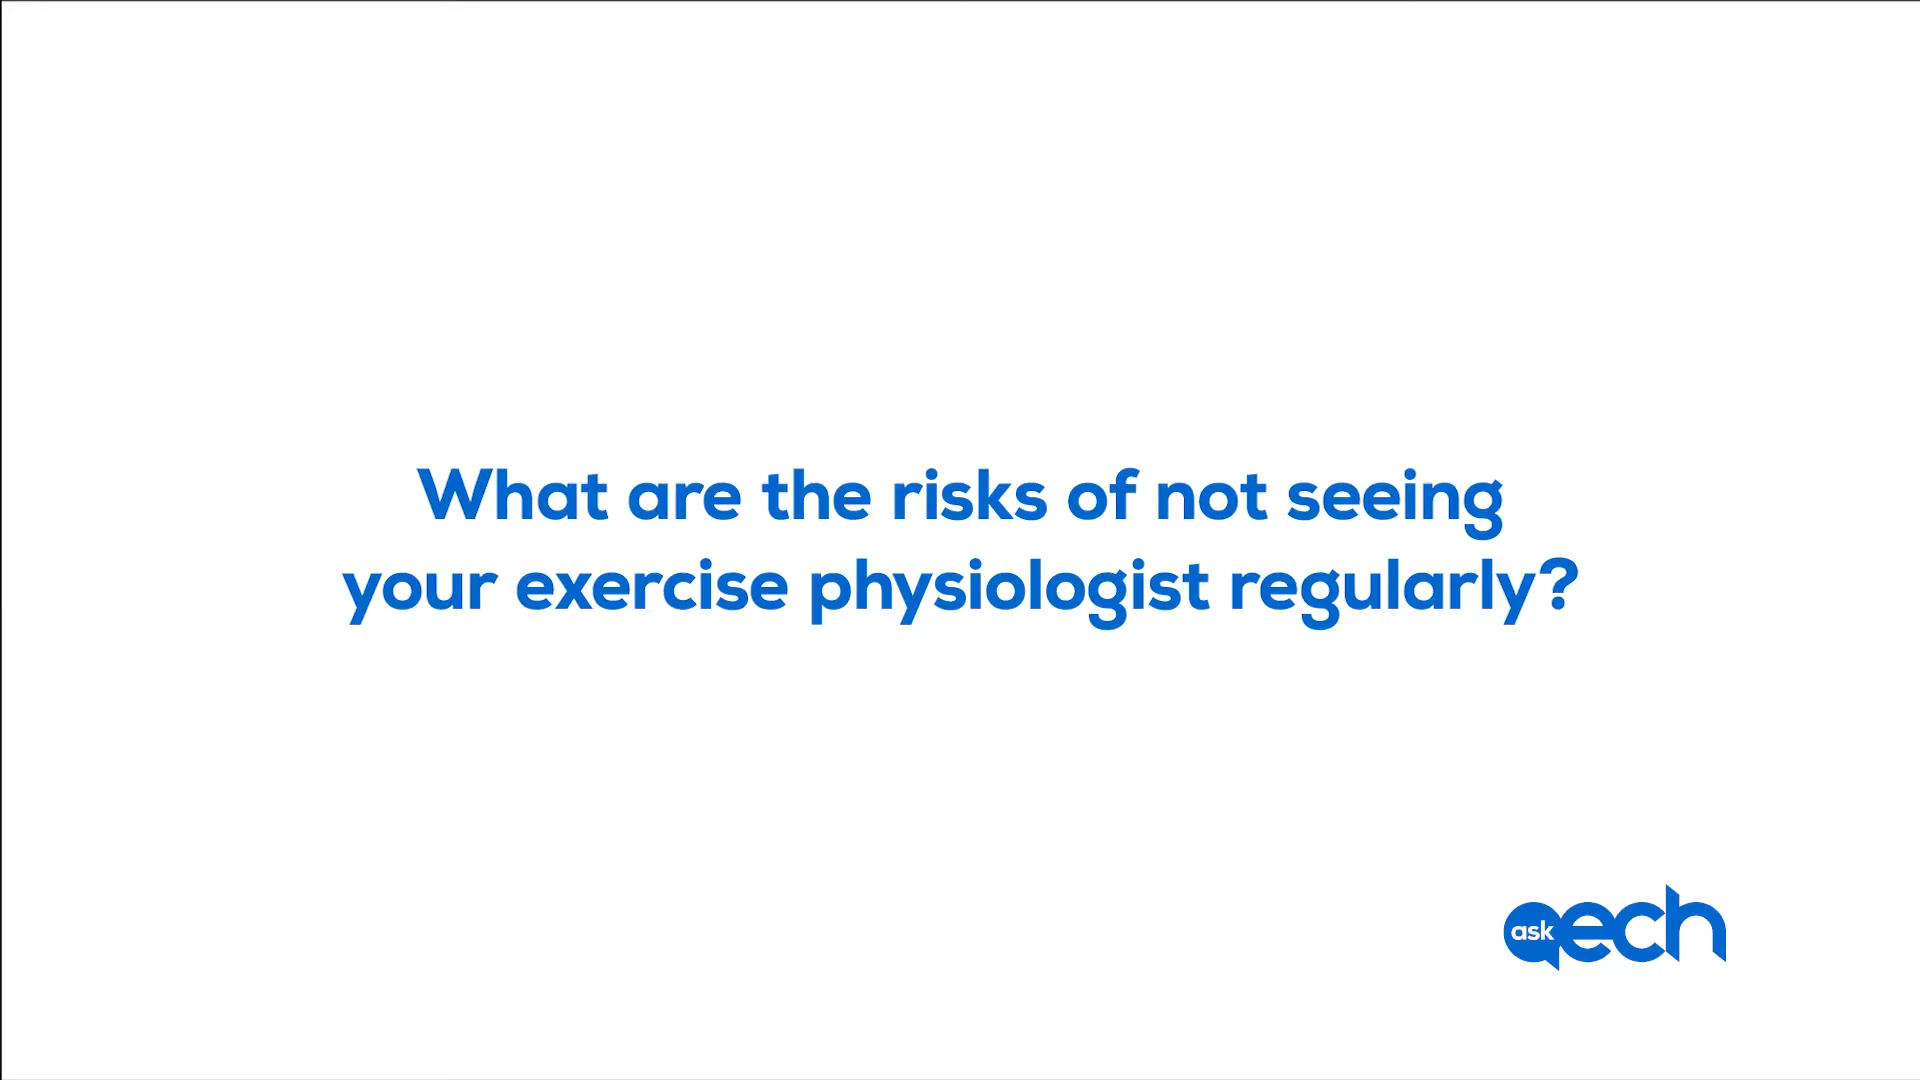 What are the risks of not seeing
your exercise physiologist regularly?
ask ech